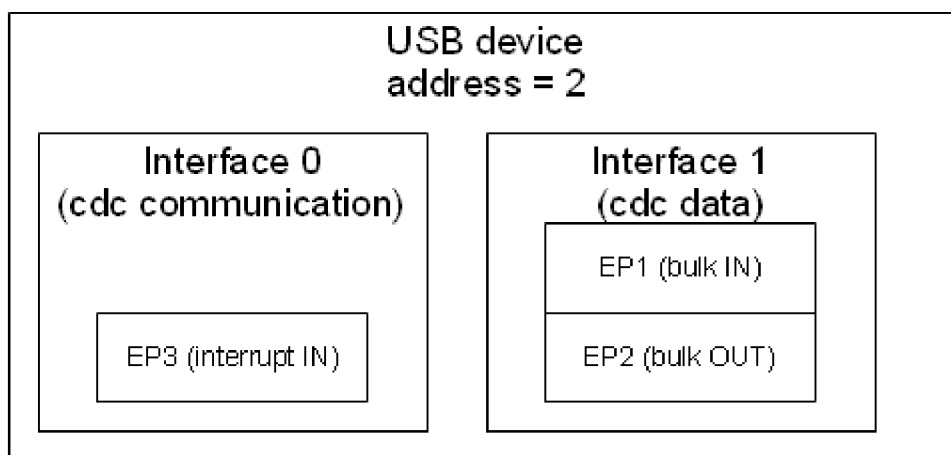 USB device
address = 2
Interface 0
(cdc communication)
EP3 (interrupt IN)
Interface 1
(cdc data)
EP1 (bulk IN)
EP2 (bulk OUT)